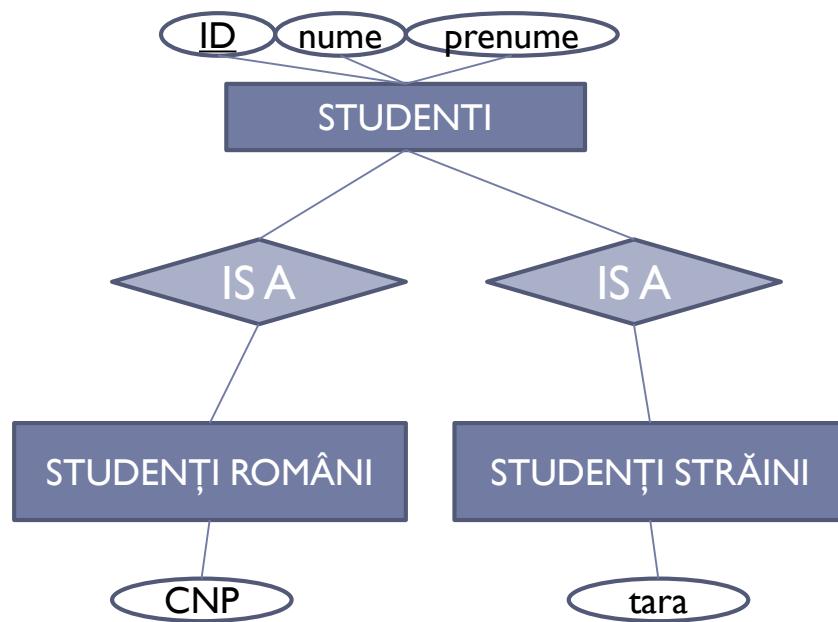 ID nume prenume
STUDENTI
IS A IS A
STUDENȚI ROMÂNI STUDENȚI STRĂINI
CNP tara